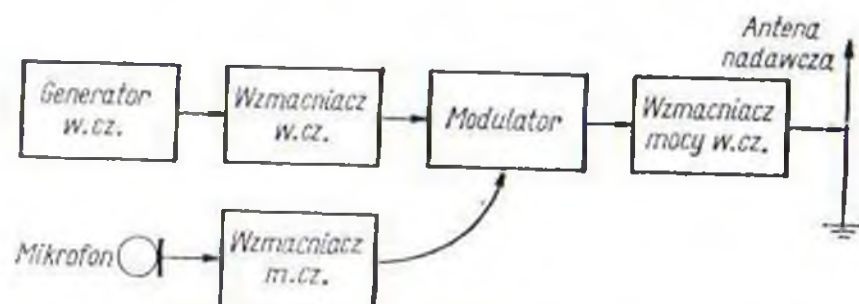 Antena
nadawcza
Generator
w.cz.
Wzmacniacz
w.cz.
Modulator
Wzmacniacz
mocy w.cz.
Mikrofon
Wzmacniacz
m.cz.